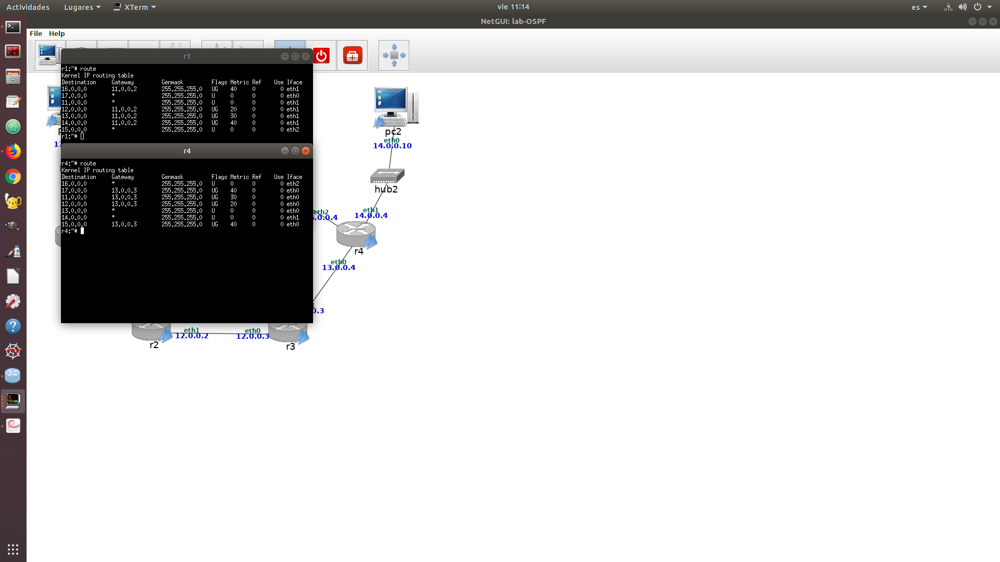 Actividades Lugares XTerm vie 11:14 es
NetGUI: lab-OSPF
File Help
r1
r1:~# route
Kernel IP routing table
Destination Gateway Genmask Flags Metric Ref Use Iface
16.0.0.0 11.0.0.2 255.255.255.0 UG 40 0 0 eth1
17.0.0.0 * 255.255.255.0 U 0 0 0 eth0
11.0.0.0 * 255.255.255.0 U 0 0 0 eth1
12.0.0.0 11.0.0.2 255.255.255.0 UG 20 0 0 eth1
13.0.0.0 11.0.0.2 255.255.255.0 UG 30 0 0 eth1
14.0.0.0 11.0.0.2 255.255.255.0 UG 40 0 0 eth1
15.0.0.0 * 255.255.255.0 U 0 0 0 eth2
r1:~#
r4
r4:~# route
Kernel IP routing table
Destination Gateway Genmask Flags Metric Ref Use Iface
16.0.0.0 * 255.255.255.0 U 0 0 0 eth2
17.0.0.0 13.0.0.3 255.255.255.0 UG 40 0 0 eth0
11.0.0.0 13.0.0.3 255.255.255.0 UG 30 0 0 eth0
12.0.0.0 13.0.0.3 255.255.255.0 UG 20 0 0 eth0
13.0.0.0 * 255.255.255.0 U 0 0 0 eth0
14.0.0.0 * 255.255.255.0 U 0 0 0 eth1
15.0.0.0 13.0.0.3 255.255.255.0 UG 40 0 0 eth0
r4:~#
17
pc2
eth0
14.0.0.10
hub2
eth2
.0.0.4
eth1
14.0.0.4
r4
eth0
13.0.0.4
0.3
eth1
12.0.0.2
eth0
12.0.0.3
r2
r3
X
TERM